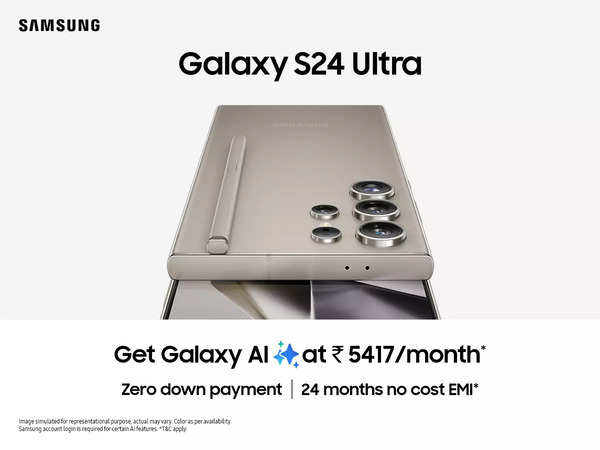 SAMSUNG
Galaxy S24 Ultra
SAMSUNG
Get Galaxy AI at ₹ 5417/month*
Zero down payment | 24 months no cost EMI*
Image simulated for representational purpose, actual may vary. Color as per availability.
Samsung account login is required for certain AI features. *T&C apply.